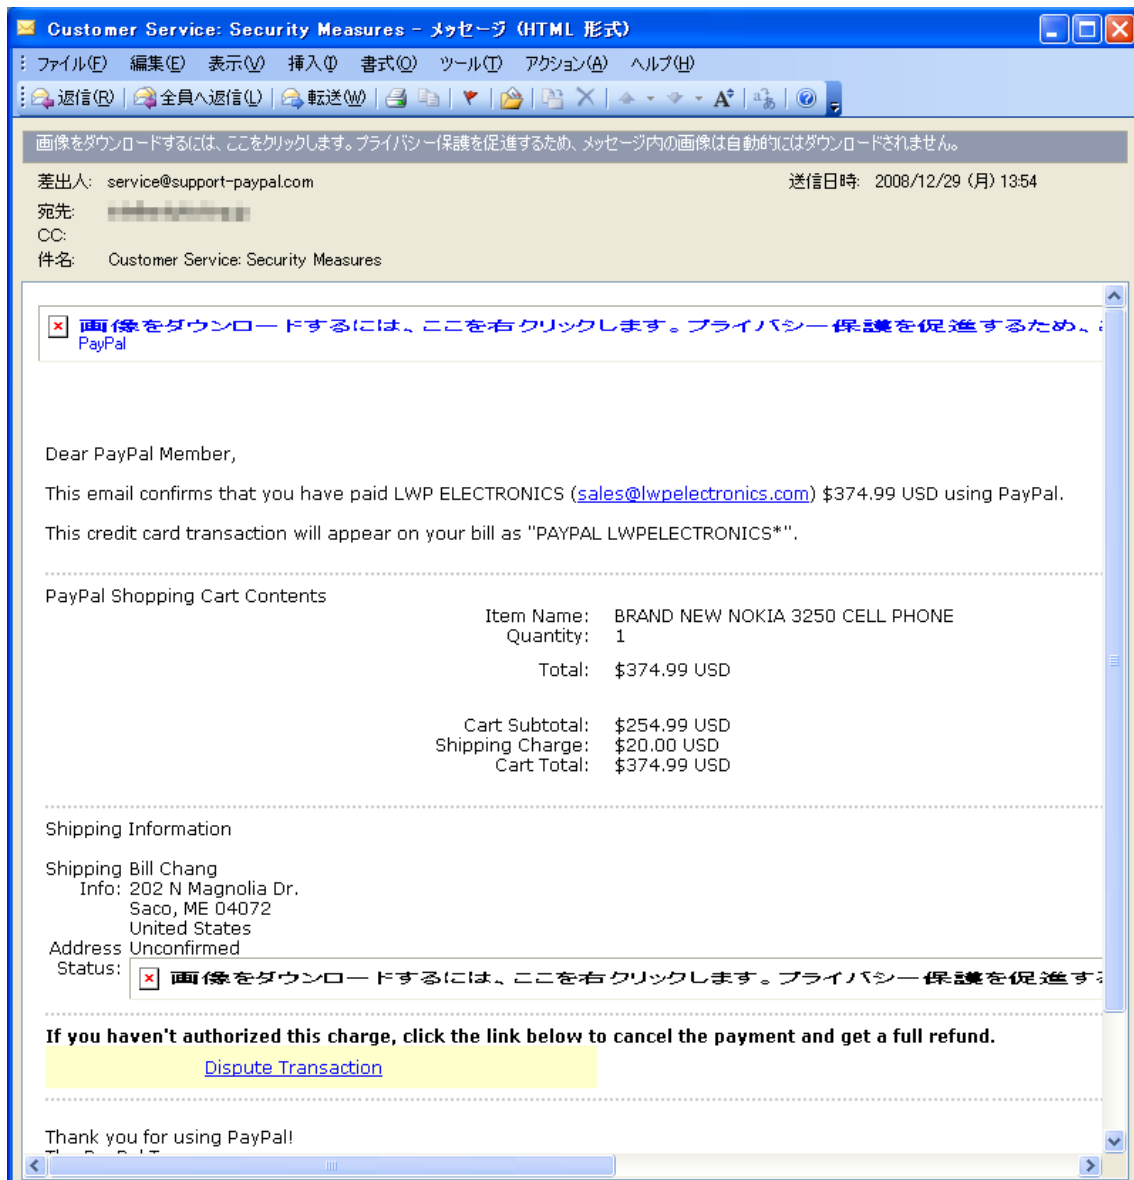 Customer Service: Security Measures - メッセージ (HTML 形式)
ファイル(F) 編集(E) 表示(V) 挿入(I) 書式(O) ツール(T) アクション(A) ヘルプ(H)
返信(R) 全員へ返信(L) 転送(W)
画像をダウンロードするには、ここをクリックします。プライバシー保護を促進するため、メッセージ内の画像は自動的にはダウンロードされません。
差出人: service@support-paypal.com 送信日時: 2008/12/29 (月) 13:54
宛先:
CC:
件名: Customer Service: Security Measures
画像をダウンロードするには、ここを右クリックします。プライバシー保護を促進するため、
PayPal
Dear PayPal Member,
This email confirms that you have paid LWP ELECTRONICS (sales@lwpelectronics.com) $374.99 USD using PayPal.
This credit card transaction will appear on your bill as "PAYPAL LWPELECTRONICS*".
PayPal Shopping Cart Contents
Item Name: BRAND NEW NOKIA 3250 CELL PHONE
Quantity: 1
Total: $374.99 USD
Cart Subtotal: $254.99 USD
Shipping Charge: $20.00 USD
Cart Total: $374.99 USD
Shipping Information
Shipping Bill Chang
Info: 202 N Magnolia Dr.
Saco, ME 04072
United States
Address Unconfirmed
Status: 画像をダウンロードするには、ここを右クリックします。プライバシー保護を促進す
If you haven't authorized this charge, click the link below to cancel the payment and get a full refund.
Dispute Transaction
Thank you for using PayPal!